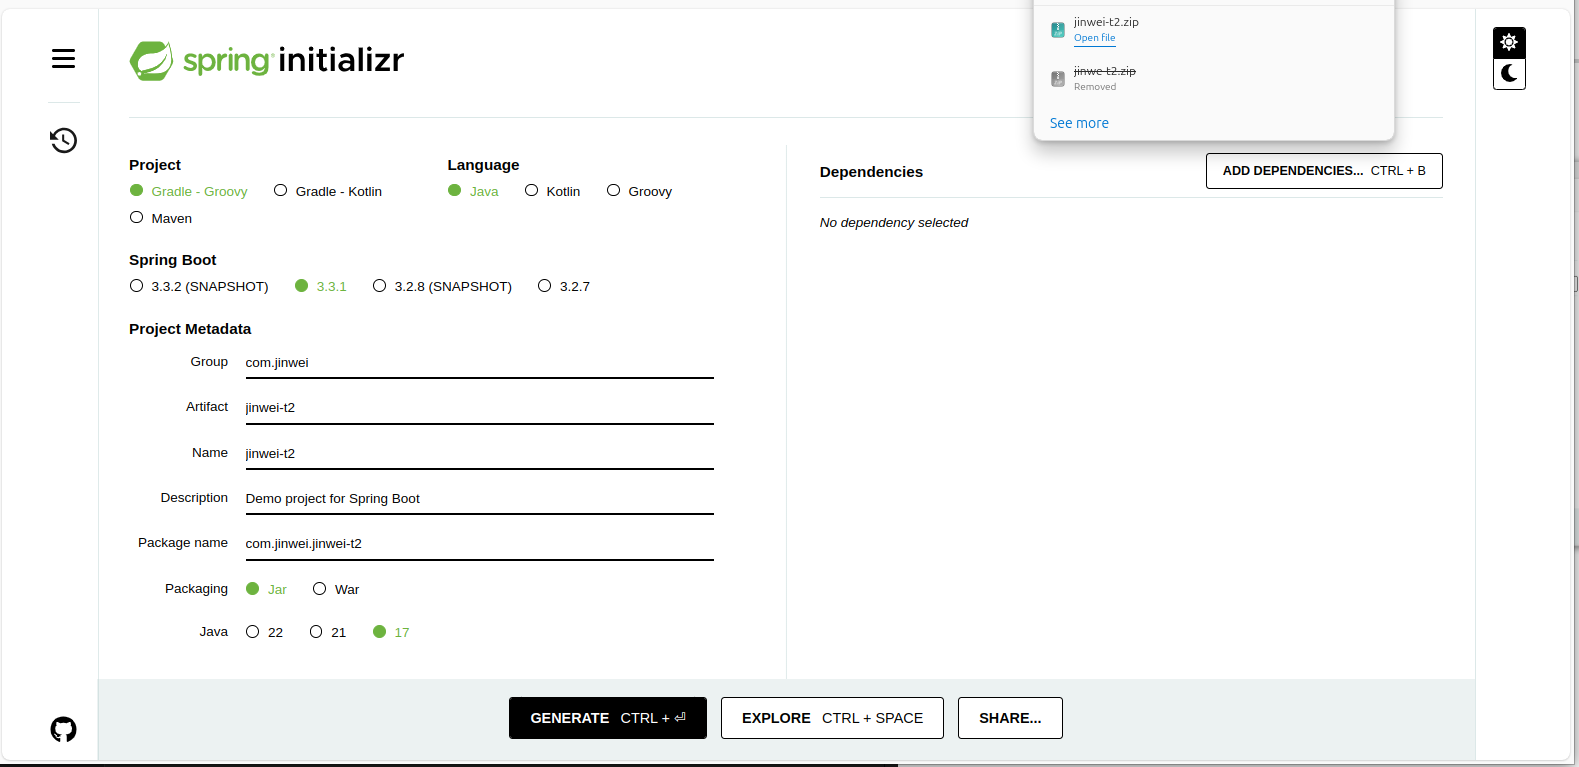 jinwei-t2.zip
Open file
jinwe-t2.zip
Removed
See more
spring initializr
Project
Gradle - Groovy Gradle - Kotlin
Maven
Language
Java Kotlin Groovy
Spring Boot
3.3.2 (SNAPSHOT) 3.3.1 3.2.8 (SNAPSHOT) 3.2.7
Project Metadata
Group com.jinwei
Artifact jinwei-t2
Name jinwei-t2
Description Demo project for Spring Boot
Package name com.jinwei.jinwei-t2
Packaging Jar War
Java 22 21 17
Dependencies ADD DEPENDENCIES... CTRL + B
No dependency selected
GENERATE CTRL + ⏎ EXPLORE CTRL + SPACE SHARE...